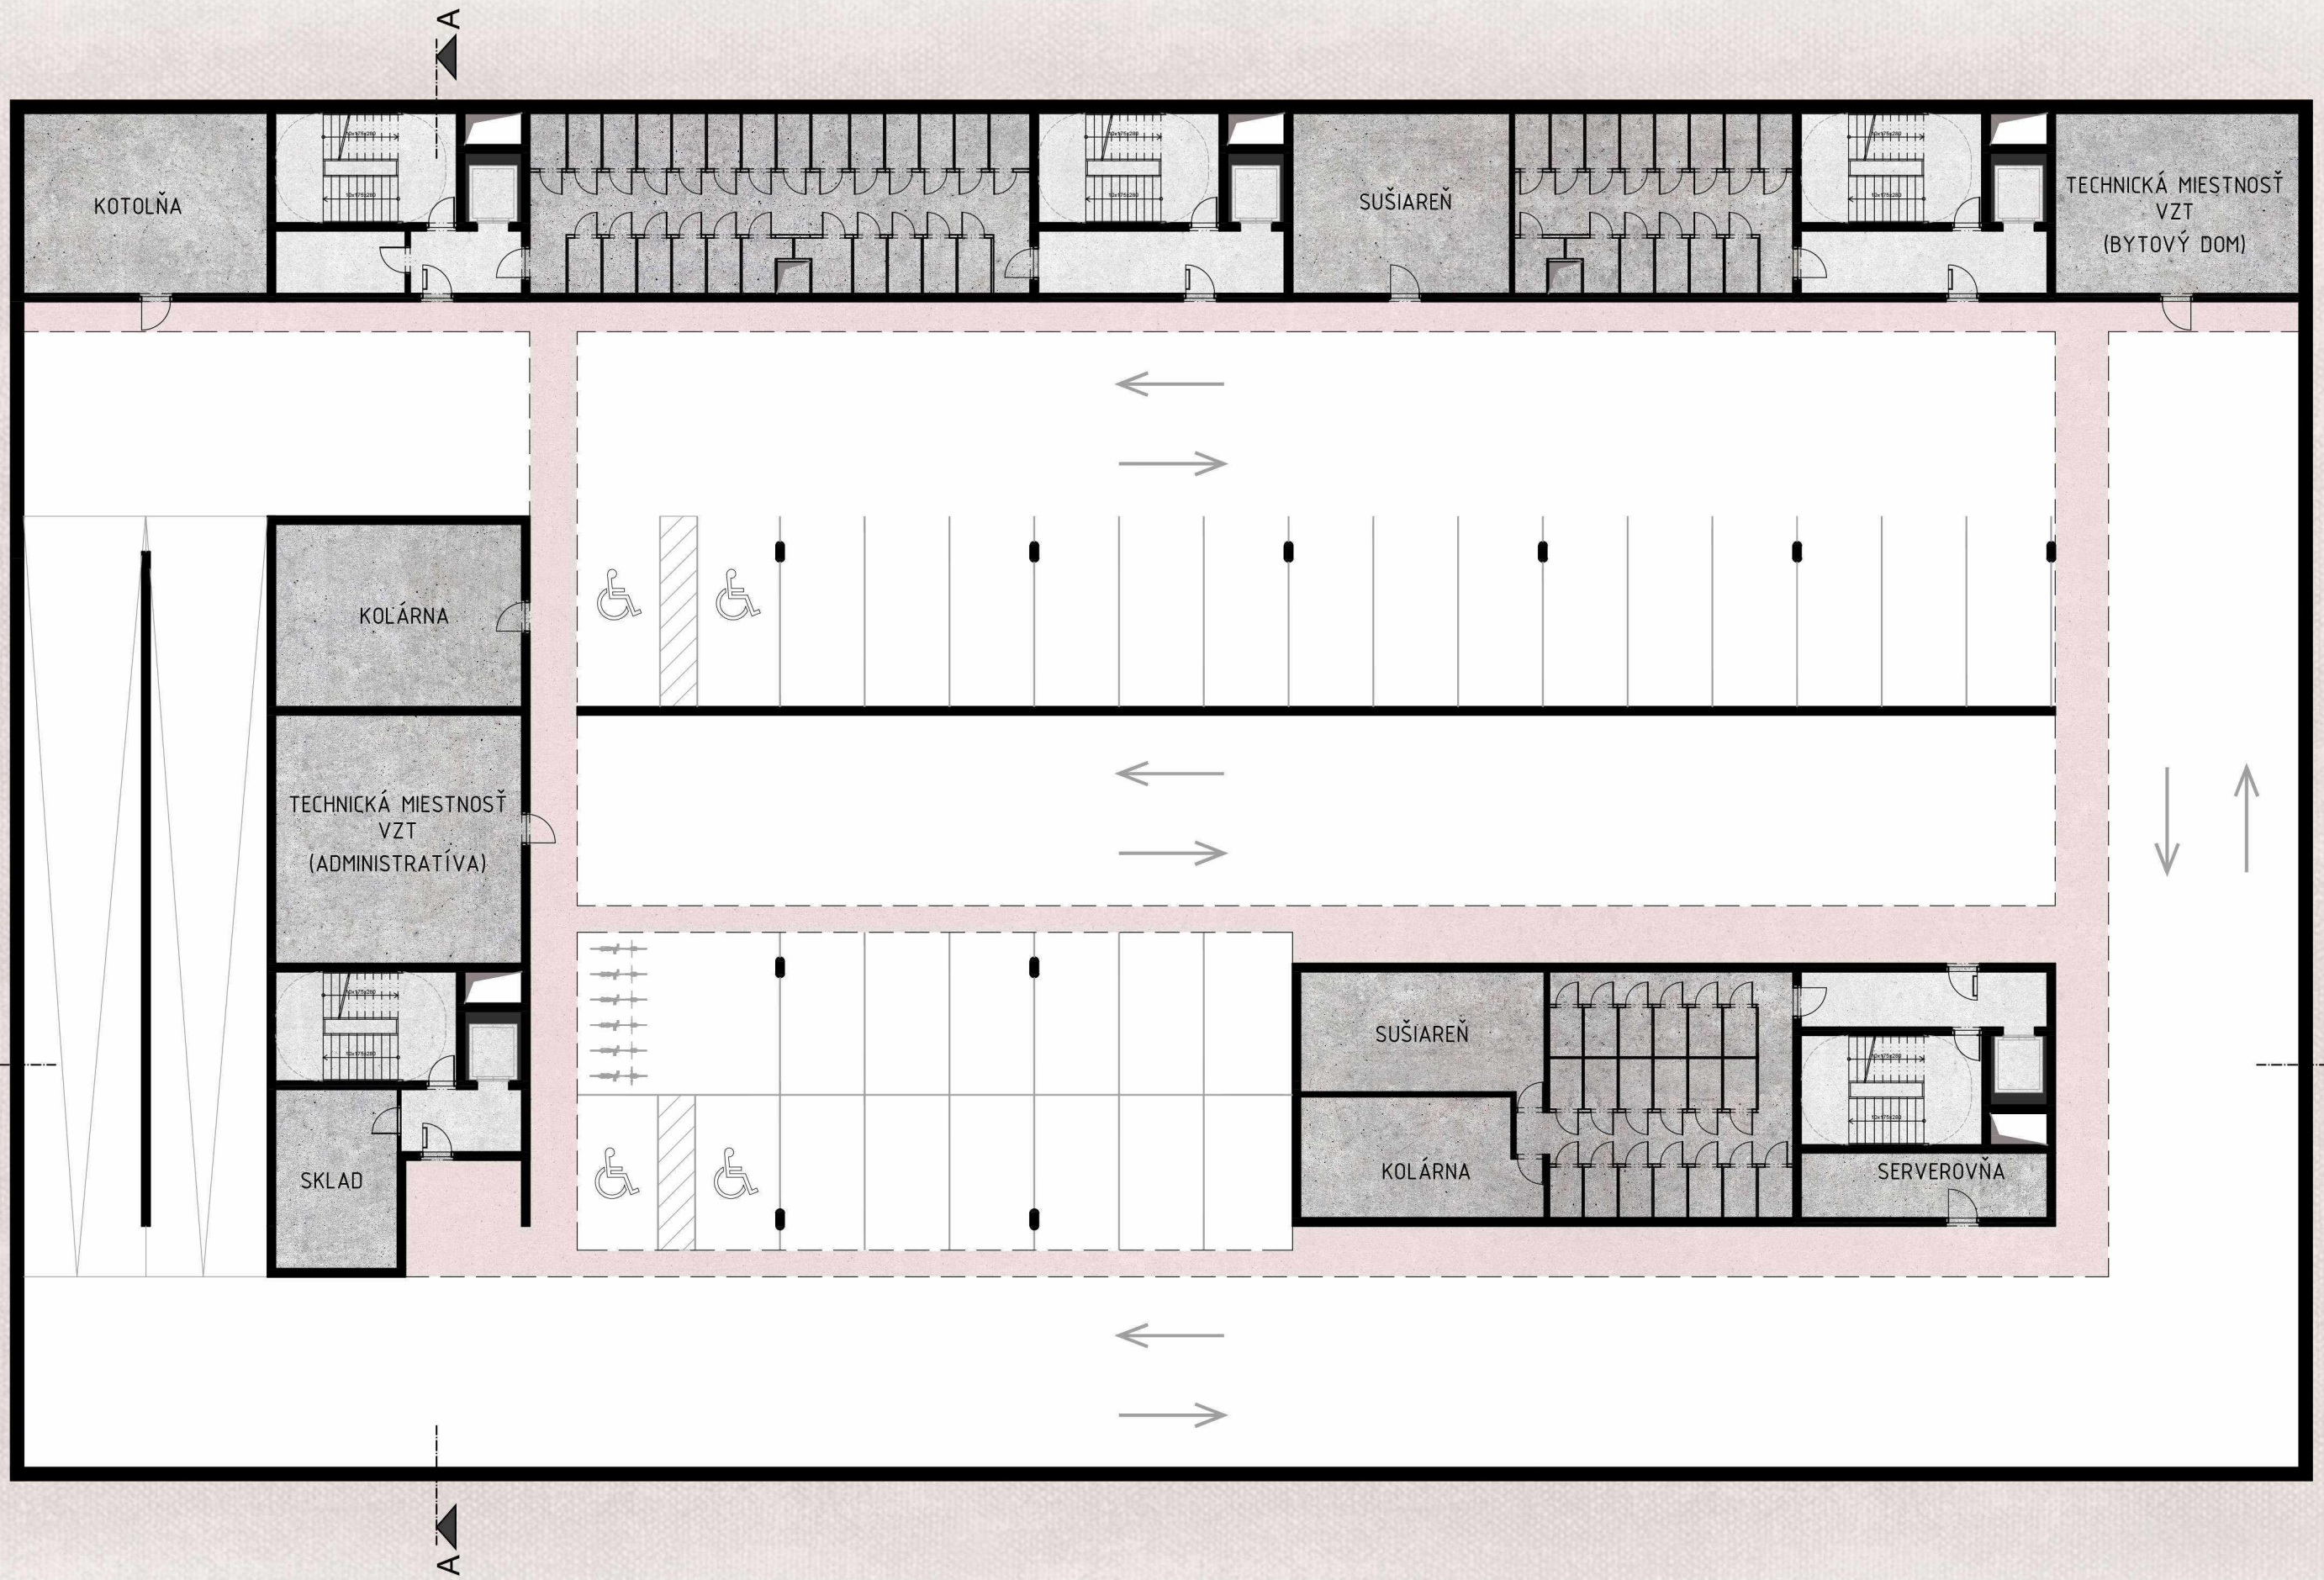 A
KOTOLŇA
SUŠIAREŇ
TECHNICKÁ MIESTNOSŤ
VZT
(BYTOVÝ DOM)
KOLÁRNA
TECHNICKÁ MIESTNOSŤ
VZT
(ADMINISTRATÍVA)
SUŠIAREŇ
KOLÁRNA
SERVEROVŇA
SKLAD
A